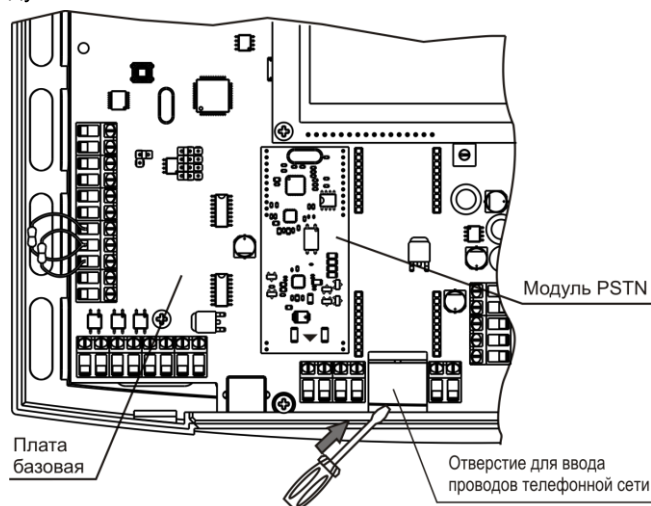 Модуль PSTN
Плата
базовая
Отверстие для ввода
проводов телефонной сети